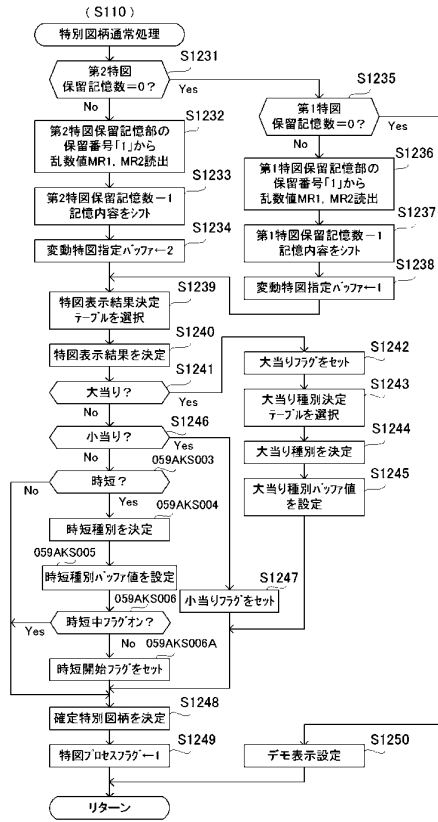 (S110)
特別図柄通常処理
S1231
第2特図
保留記憶数=0?
Yes
No
S1232
第2特図保留記憶部の
保留番号「1」から
乱数値MR1, MR2読出
S1233
第2特図保留記憶数-1
記憶内容をシフト
S1234
変動特図指定バッファ←2
S1235
第1特図
保留記憶数=0?
Yes
No
S1236
第1特図保留記憶部の
保留番号「1」から
乱数値MR1, MR2読出
S1237
第1特図保留記憶数-1
記憶内容をシフト
S1238
変動特図指定バッファ←1
S1239
特図表示結果決定
テーブルを選択
S1240
特図表示結果を決定
S1241
大当り?
Yes
No
S1242
大当りフラグをセット
S1243
大当り種別決定
テーブルを選択
S1244
大当り種別を決定
S1245
大当り種別バッファ値
を設定
S1246
小当り?
Yes
No
059AKS003
時短?
No
Yes
059AKS004
時短種別を決定
059AKS005
時短種別バッファ値を設定
059AKS006
時短中フラグオン?
Yes
No
059AKS006A
時短開始フラグをセット
S1247
小当りフラグをセット
S1248
確定特別図柄を決定
S1249
特図プロセスフラグ←1
S1250
デモ表示設定
リターン